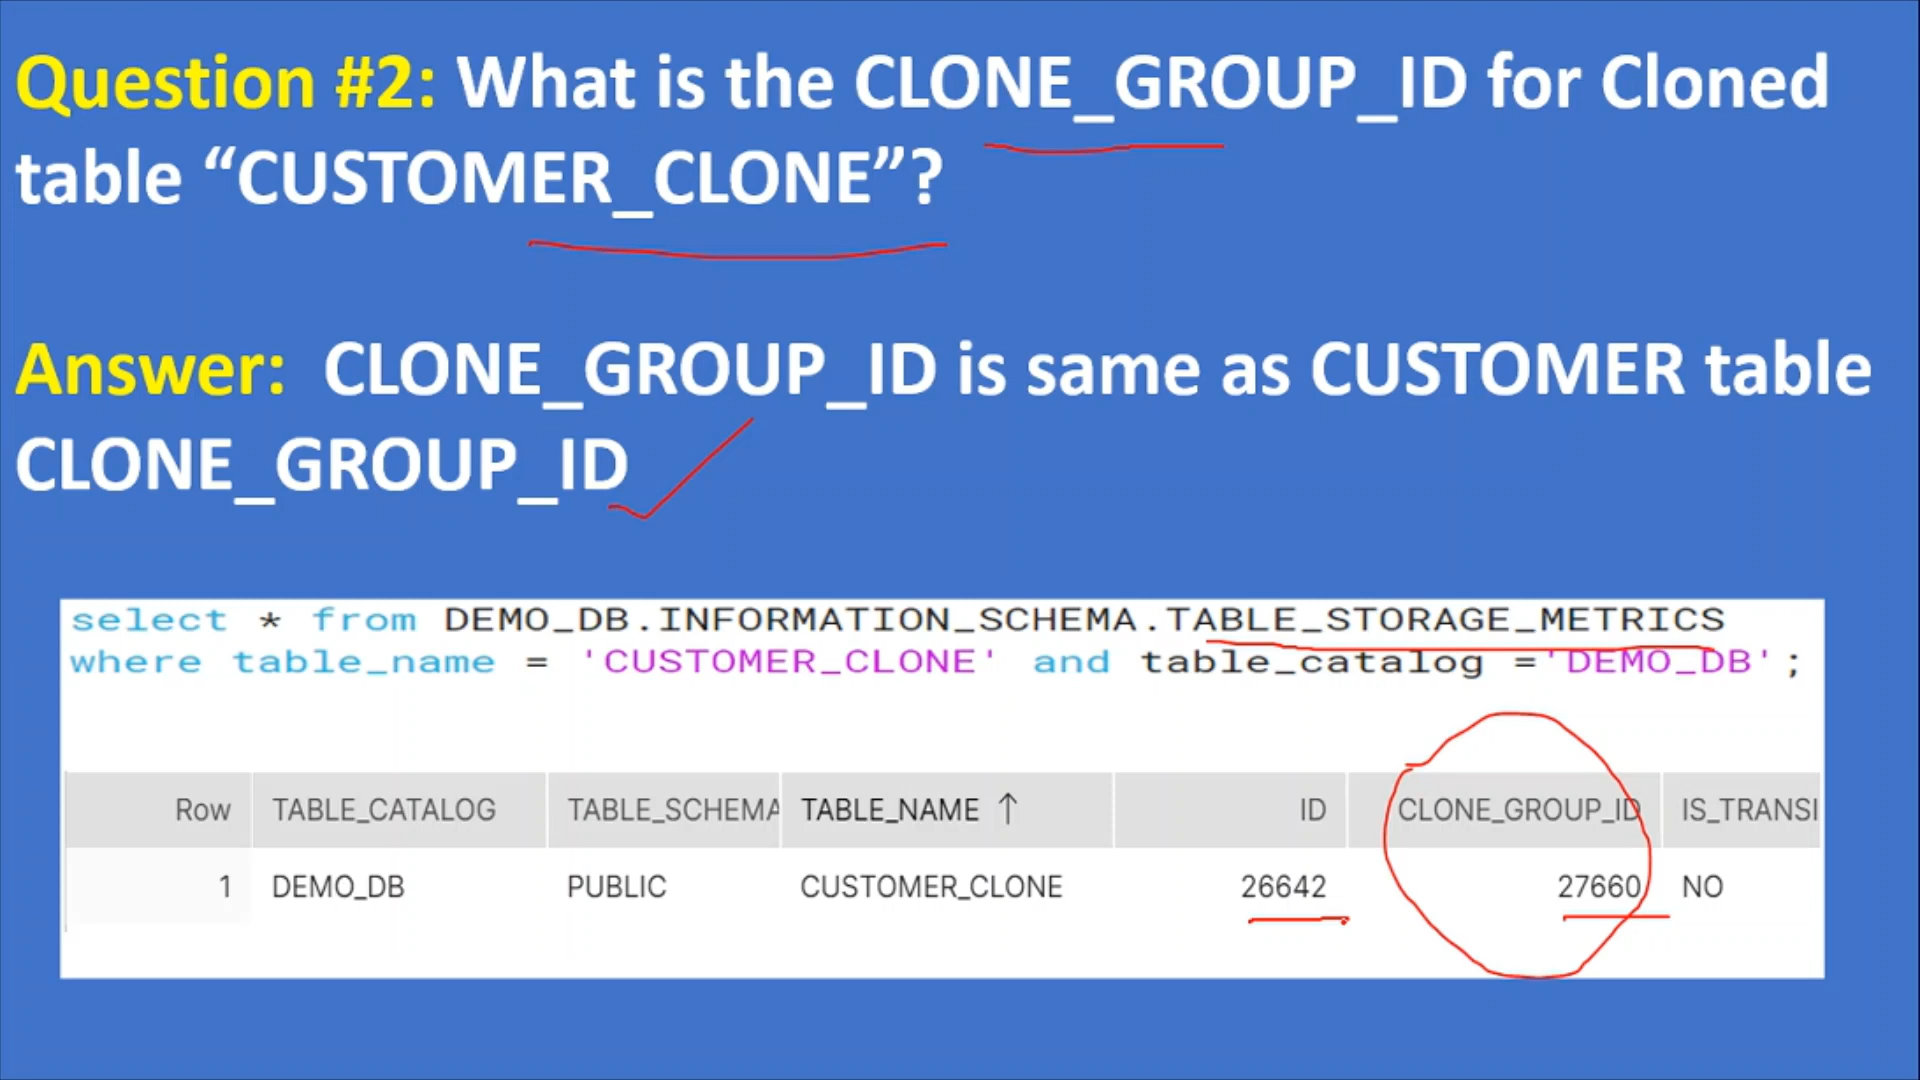 Question #2: What is the CLONE_GROUP_ID for Cloned
table “CUSTOMER_CLONE”?
Answer: CLONE_GROUP_ID is same as CUSTOMER table
CLONE_GROUP_ID
select * from DEMO_DB.INFORMATION_SCHEMA.TABLE_STORAGE_METRICS
where table_name = 'CUSTOMER_CLONE' and table_catalog ='DEMO_DB';
Row TABLE_CATALOG TABLE_SCHEMA TABLE_NAME ↑ ID CLONE_GROUP_ID IS_TRANSI
1 DEMO_DB PUBLIC CUSTOMER_CLONE 26642 27660 NO